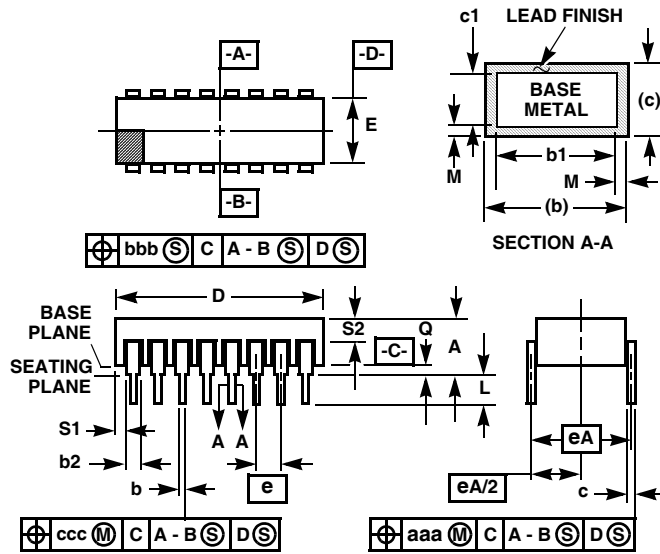 c1 LEAD FINISH
-A- -D-
BASE
METAL
(c)
E
b1
M
M
-B-
(b)
SECTION A-A
⌖ bbb Ⓢ C A - B Ⓢ D Ⓢ
D
BASE
PLANE
S2
Q
-C-
A
SEATING
PLANE
L
S1
A A
eA
b2
b
e
eA/2
c
⌖ ccc Ⓜ C A - B Ⓢ D Ⓢ
⌖ aaa Ⓜ C A - B Ⓢ D Ⓢ